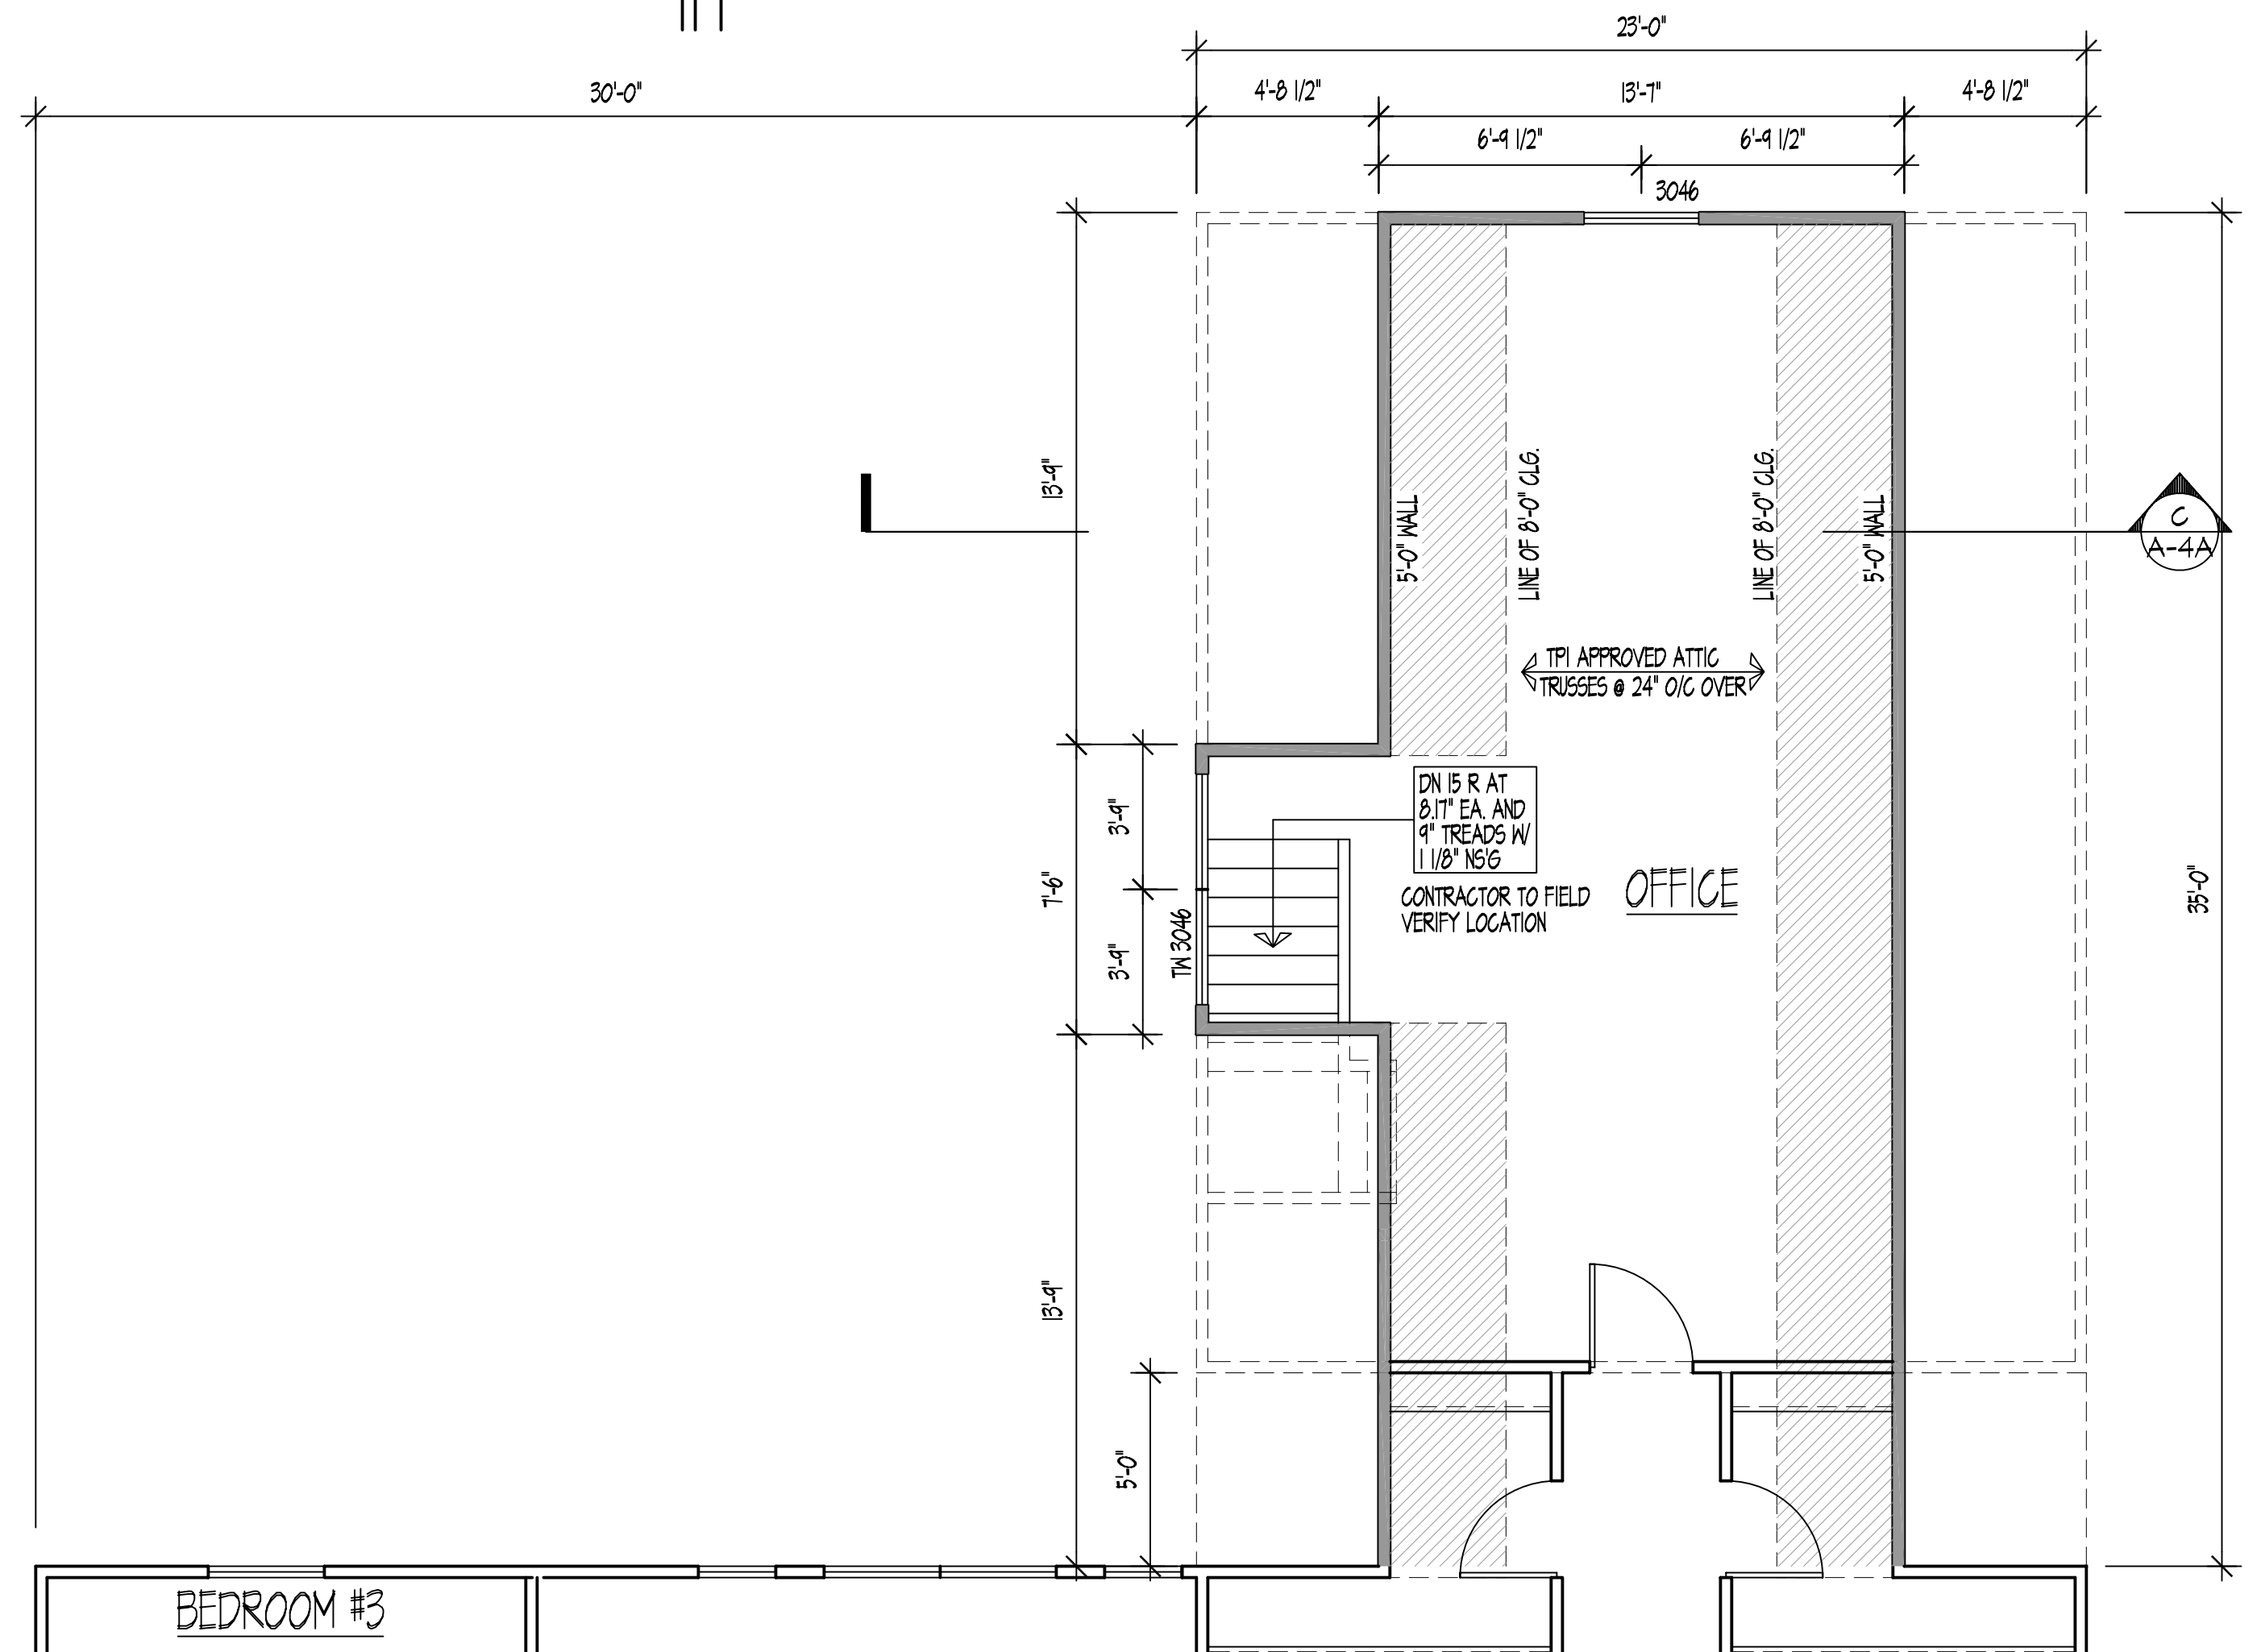 23'-0"
30'-0"
4'-8 1/2"
13'-7"
4'-8 1/2"
6'-9 1/2"
6'-9 1/2"
3046
13'-9"
5'-0" WALL
LINE OF 8'-0" CLG.
LINE OF 8'-0" CLG.
5'-0" WALL
C
A-4A
TPI APPROVED ATTIC
TRUSSES @ 24" O/C OVER
DN 15 R AT
8.17" EA. AND
9" TREADS W/
1 1/8" NS'G
3'-9"
7'-6"
CONTRACTOR TO FIELD
VERIFY LOCATION
OFFICE
35'-0"
3'-9"
TW 3046
13'-9"
5'-0"
BEDROOM #3